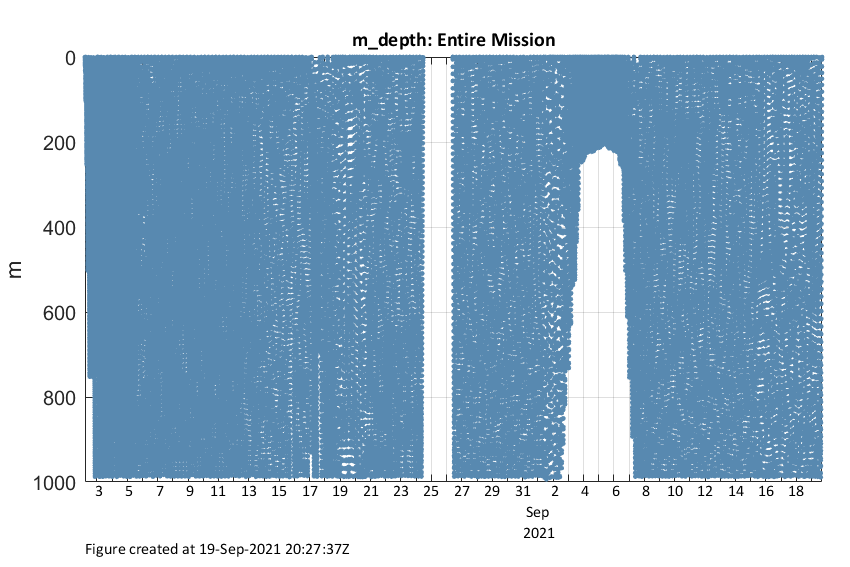 m_depth: Entire Mission
0
200
400
600
800
1000
m
3 5 7 9 11 13 15 17 19 21 23 25 27 29 31 2 4 6 8 10 12 14 16 18
Sep
2021
Figure created at 19-Sep-2021 20:27:37Z